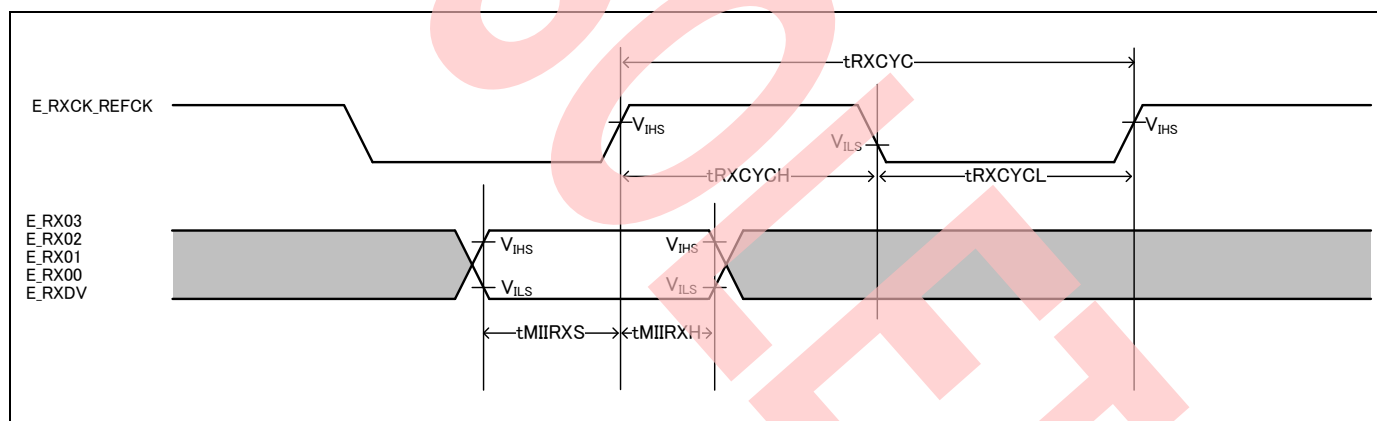 tRXCYC
E_RXCK_REFCK
VIHS
VIHS
VILS
tRXCYCH
tRXCYCL
E_RX03
E_RX02
E_RX01
E_RX00
E_RXDV
VIHS
VIHS
VILS
VILS
tMIIRXS
tMIIRXH